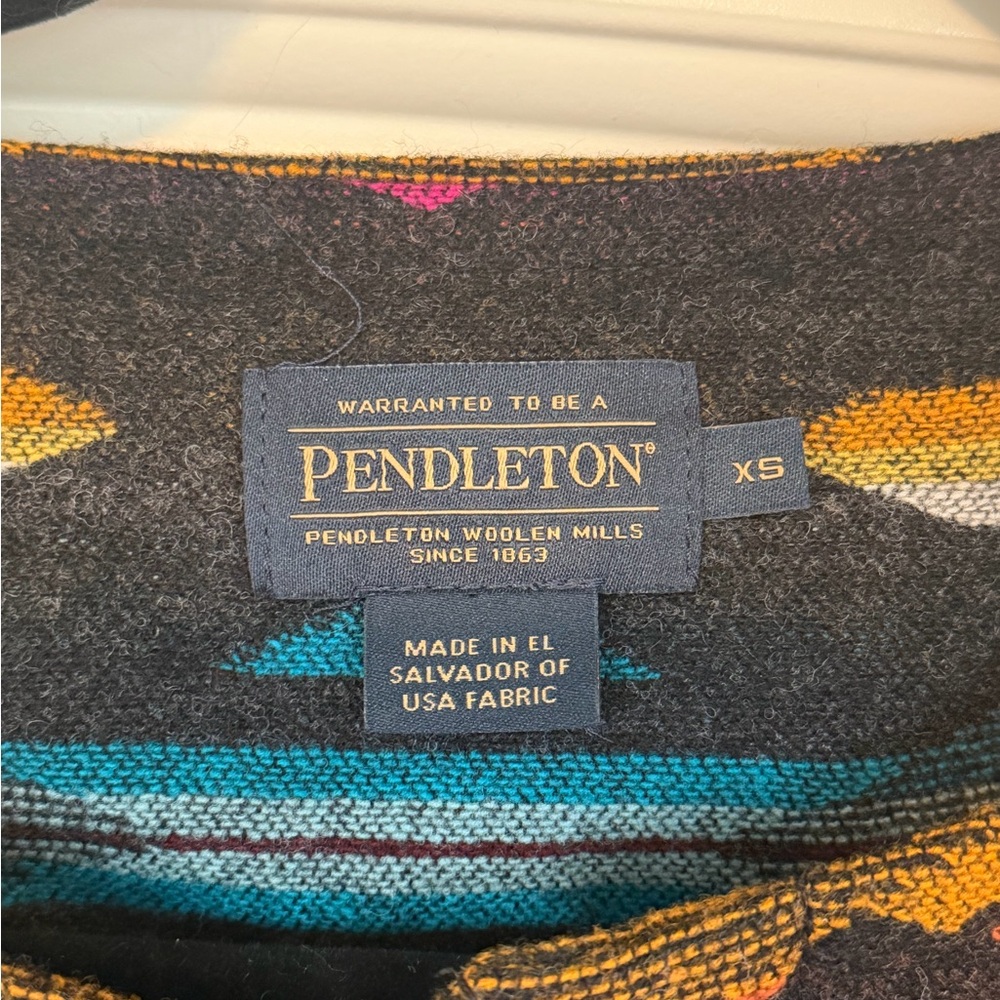 WARRANTED TO BE A
PENDLETON®
XS
PENDLETON WOOLEN MILLS
SINCE 1863
MADE IN EL
SALVADOR OF
USA FABRIC